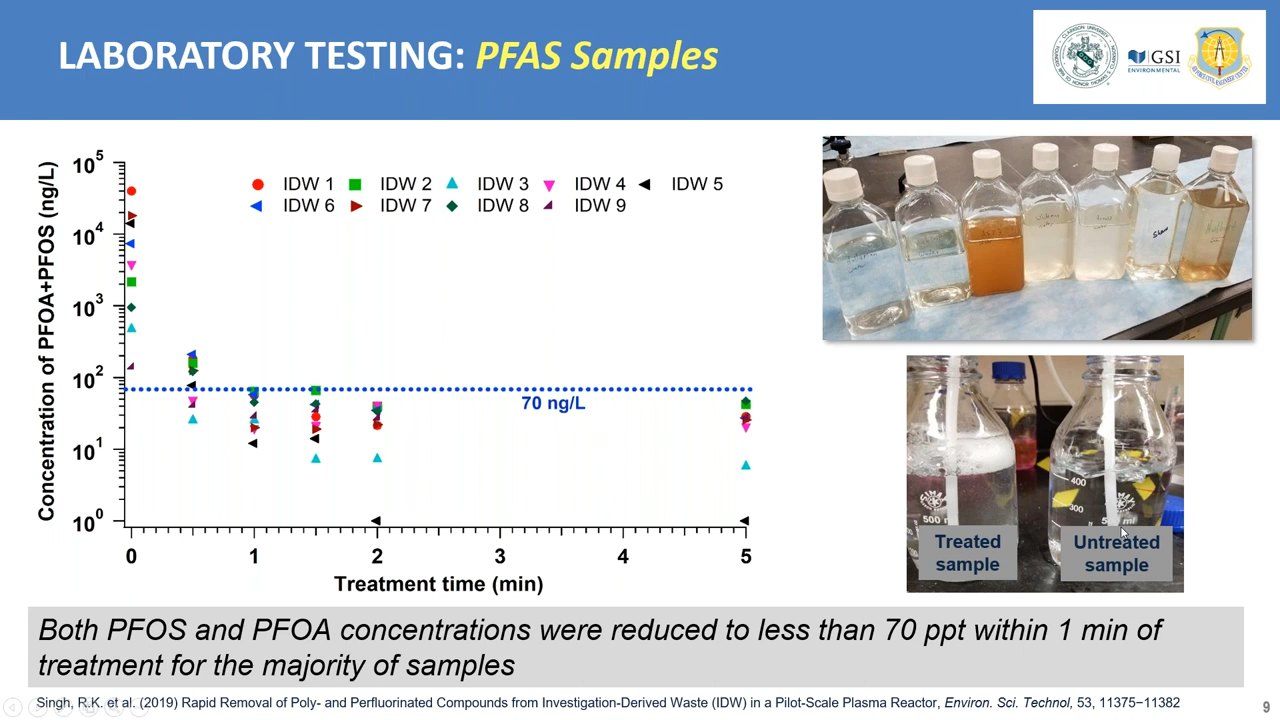 LABORATORY TESTING: PFAS Samples
GSI
ENVIRONMENTAL
Concentration of PFOA+PFOS (ng/L)
10^5
10^4
10^3
10^2
10^1
10^0
IDW 1 IDW 2 IDW 3 IDW 4 IDW 5
IDW 6 IDW 7 IDW 8 IDW 9
70 ng/L
0 1 2 3 4 5
Treatment time (min)
400
300
500 ml
Treated
sample
Untreated
sample
Both PFOS and PFOA concentrations were reduced to less than 70 ppt within 1 min of
treatment for the majority of samples
Singh, R.K. et al. (2019) Rapid Removal of Poly- and Perfluorinated Compounds from Investigation-Derived Waste (IDW) in a Pilot-Scale Plasma Reactor, Environ. Sci. Technol, 53, 11375−11382
9